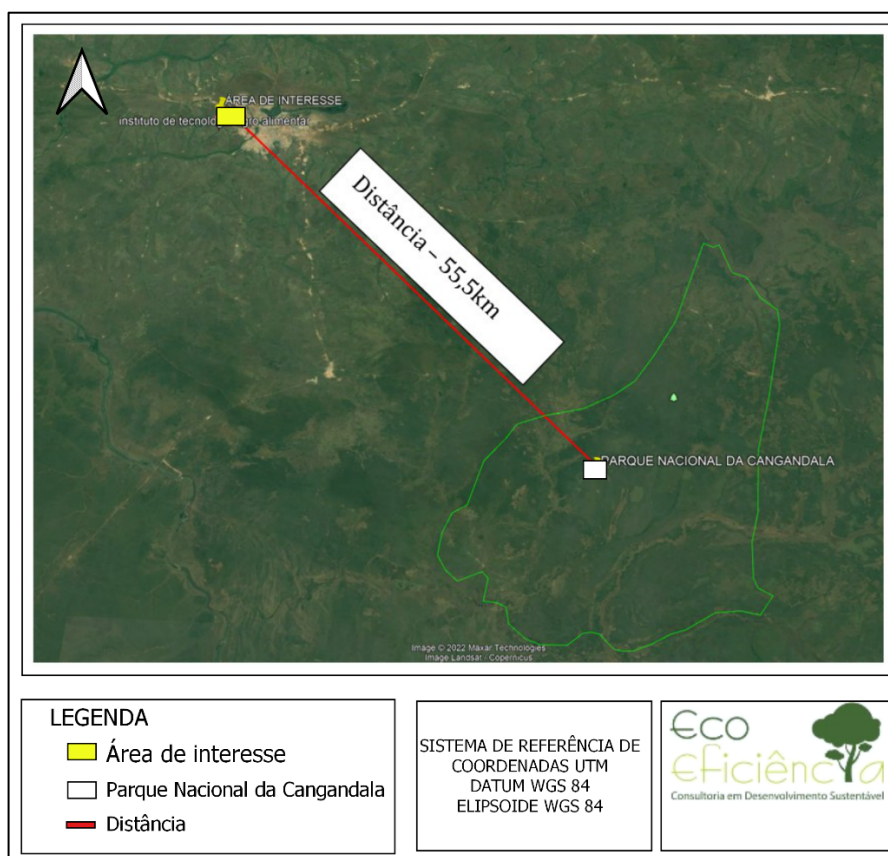 ÁREA DE INTERESSE
instituto de tecnolo
alimentar
Distância – 55,5km
PARQUE NACIONAL DA CANGANDALA
Image © 2022 Maxar Technologies
Image Landsat / Copernicus
LEGENDA
Área de interesse
Parque Nacional da Cangandala
Distância
SISTEMA DE REFERÊNCIA DE
COORDENADAS UTM
DATUM WGS 84
ELIPSOIDE WGS 84
Eco
Eficiência
Consultoria em Desenvolvimento Sustentável